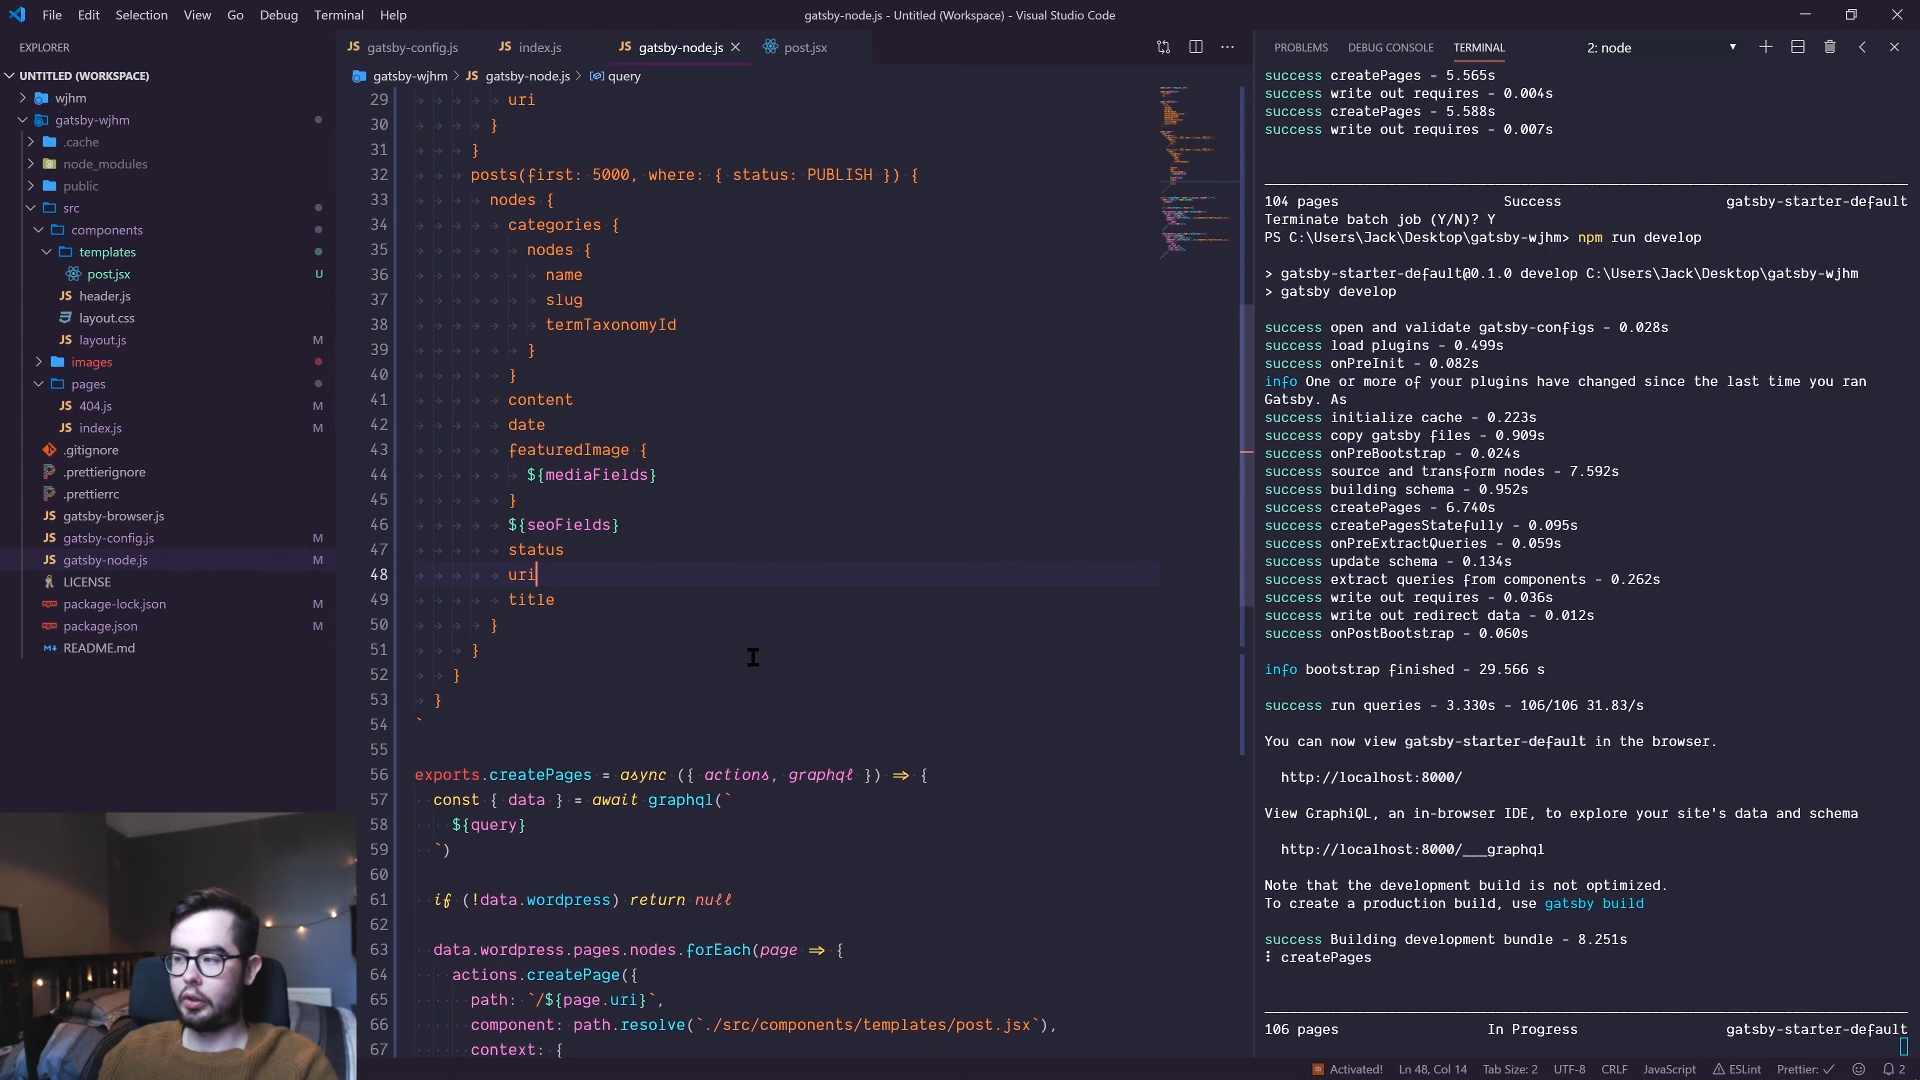 File Edit Selection View Go Debug Terminal Help
gatsby-node.js - Untitled (Workspace) - Visual Studio Code
EXPLORER
UNTITLED (WORKSPACE)
wjhm
gatsby-wjhm
.cache
node_modules
public
src
components
templates
post.jsx U
header.js
layout.css
layout.js M
images
pages
404.js M
index.js M
.gitignore
.prettierignore
.prettierrc
gatsby-browser.js
gatsby-config.js M
gatsby-node.js M
LICENSE
package-lock.json M
package.json M
README.md
JS gatsby-config.js JS index.js JS gatsby-node.js post.jsx
gatsby-wjhm > JS gatsby-node.js > query
29 uri
30 }
31 }
32 posts(first: 5000, where: { status: PUBLISH }) {
33 nodes {
34 categories {
35 nodes {
36 name
37 slug
38 termTaxonomyId
39 }
40 }
41 content
42 date
43 featuredImage {
44 ${mediaFields}
45 }
46 ${seoFields}
47 status
48 uri
49 title
50 }
51 }
52 }
53 }
54 `
55
56 exports.createPages = async ({ actions, graphql }) => {
57 const { data } = await graphql(`
58 ${query}
59 `)
60
61 if (!data.wordpress) return null
62
63 data.wordpress.pages.nodes.forEach(page => {
64 actions.createPage({
65 path: `/${page.uri}`,
66 component: path.resolve(`./src/components/templates/post.jsx`),
67 context: {
PROBLEMS DEBUG CONSOLE TERMINAL 2: node
success createPages - 5.565s
success write out requires - 0.004s
success createPages - 5.588s
success write out requires - 0.007s
104 pages Success gatsby-starter-default
Terminate batch job (Y/N)? Y
PS C:\Users\Jack\Desktop\gatsby-wjhm> npm run develop
> gatsby-starter-default@0.1.0 develop C:\Users\Jack\Desktop\gatsby-wjhm
> gatsby develop
success open and validate gatsby-configs - 0.028s
success load plugins - 0.499s
success onPreInit - 0.082s
info One or more of your plugins have changed since the last time you ran
Gatsby. As
success initialize cache - 0.223s
success copy gatsby files - 0.909s
success onPreBootstrap - 0.024s
success source and transform nodes - 7.592s
success building schema - 0.952s
success createPages - 6.740s
success createPagesStatefully - 0.095s
success onPreExtractQueries - 0.059s
success update schema - 0.134s
success extract queries from components - 0.262s
success write out requires - 0.036s
success write out redirect data - 0.012s
success onPostBootstrap - 0.060s
info bootstrap finished - 29.566 s
success run queries - 3.330s - 106/106 31.83/s
You can now view gatsby-starter-default in the browser.
http://localhost:8000/
View GraphiQL, an in-browser IDE, to explore your site's data and schema
http://localhost:8000/___graphql
Note that the development build is not optimized.
To create a production build, use gatsby build
success Building development bundle - 8.251s
⠇ createPages
106 pages In Progress gatsby-starter-default
Activated! Ln 48, Col 14 Tab Size: 2 UTF-8 CRLF JavaScript ESLint Prettier: ✓ 2